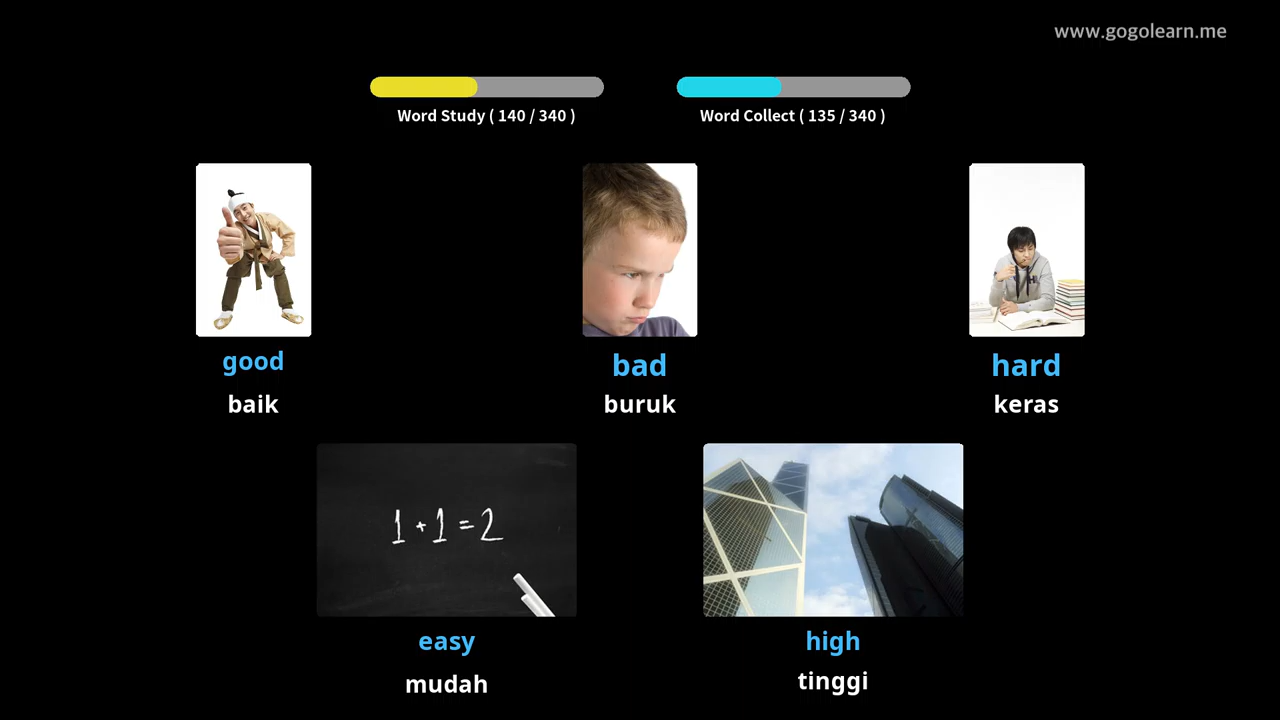 www.gogolearn.me
Word Study ( 140 / 340 )
Word Collect ( 135 / 340 )
good
bad
hard
baik
buruk
keras
1 + 1 = 2
easy
high
mudah
tinggi